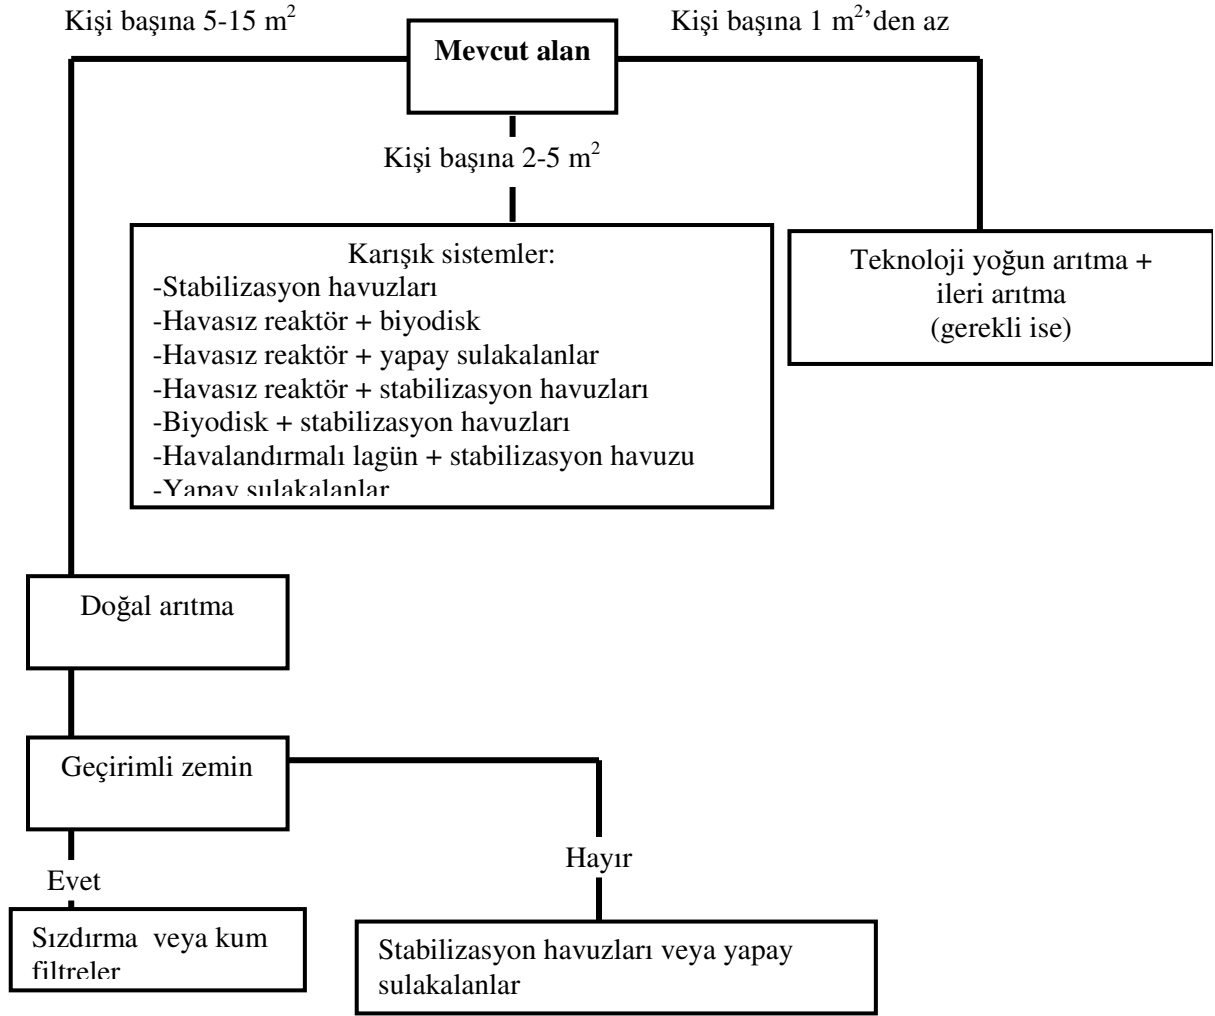 Kişi başına 5-15 m²
Kişi başına 1 m²’den az
Mevcut alan
Kişi başına 2-5 m²
Karışık sistemler:
-Stabilizasyon havuzları
-Havasız reaktör + biyodisk
-Havasız reaktör + yapay sulakalanlar
-Havasız reaktör + stabilizasyon havuzları
-Biyodisk + stabilizasyon havuzları
-Havalandırmalı lagün + stabilizasyon havuzu
-Yapay sulakalanlar
Teknoloji yoğun arıtma +
ileri arıtma
(gerekli ise)
Doğal arıtma
Geçirimli zemin
Evet
Hayır
Sızdırma veya kum
filtreler
Stabilizasyon havuzları veya yapay
sulakalanlar